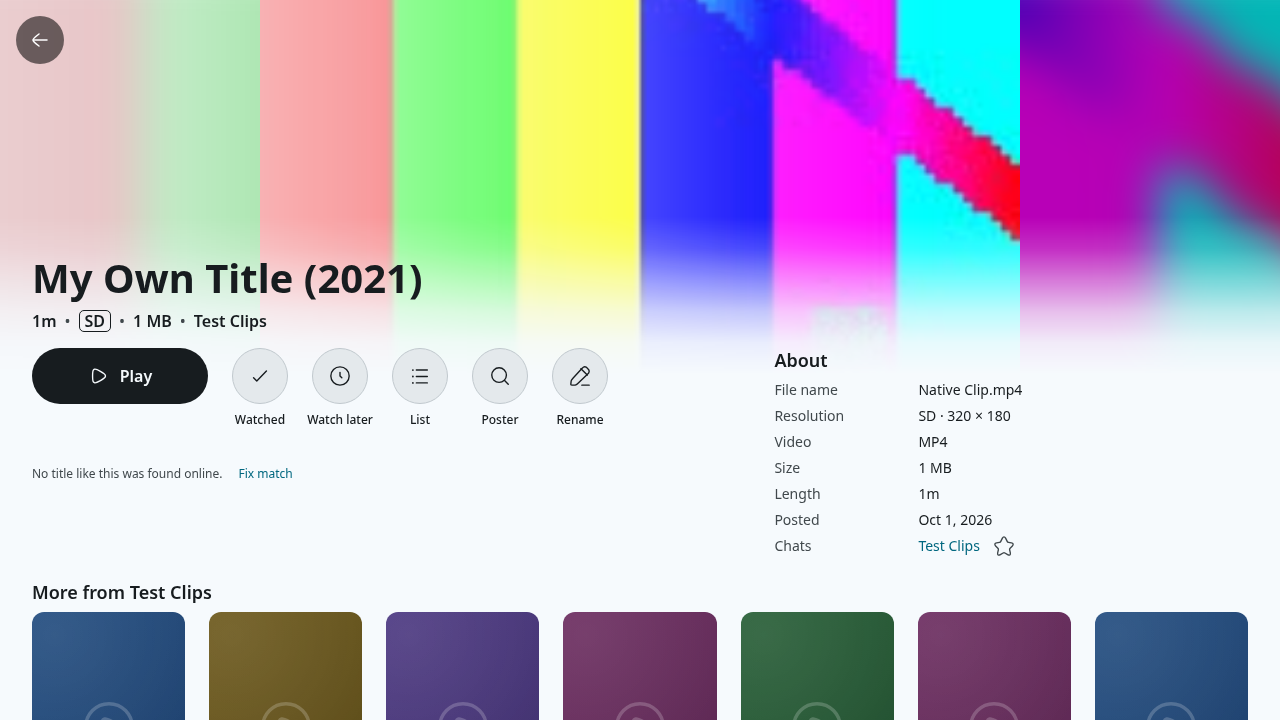 My Own Title (2021)
1m • SD • 1 MB • Test Clips
Play
Watched
Watch later
List
Poster
Rename
No title like this was found online. Fix match
About
File name Native Clip.mp4
Resolution SD · 320 × 180
Video MP4
Size 1 MB
Length 1m
Posted Oct 1, 2026
Chats Test Clips
More from Test Clips